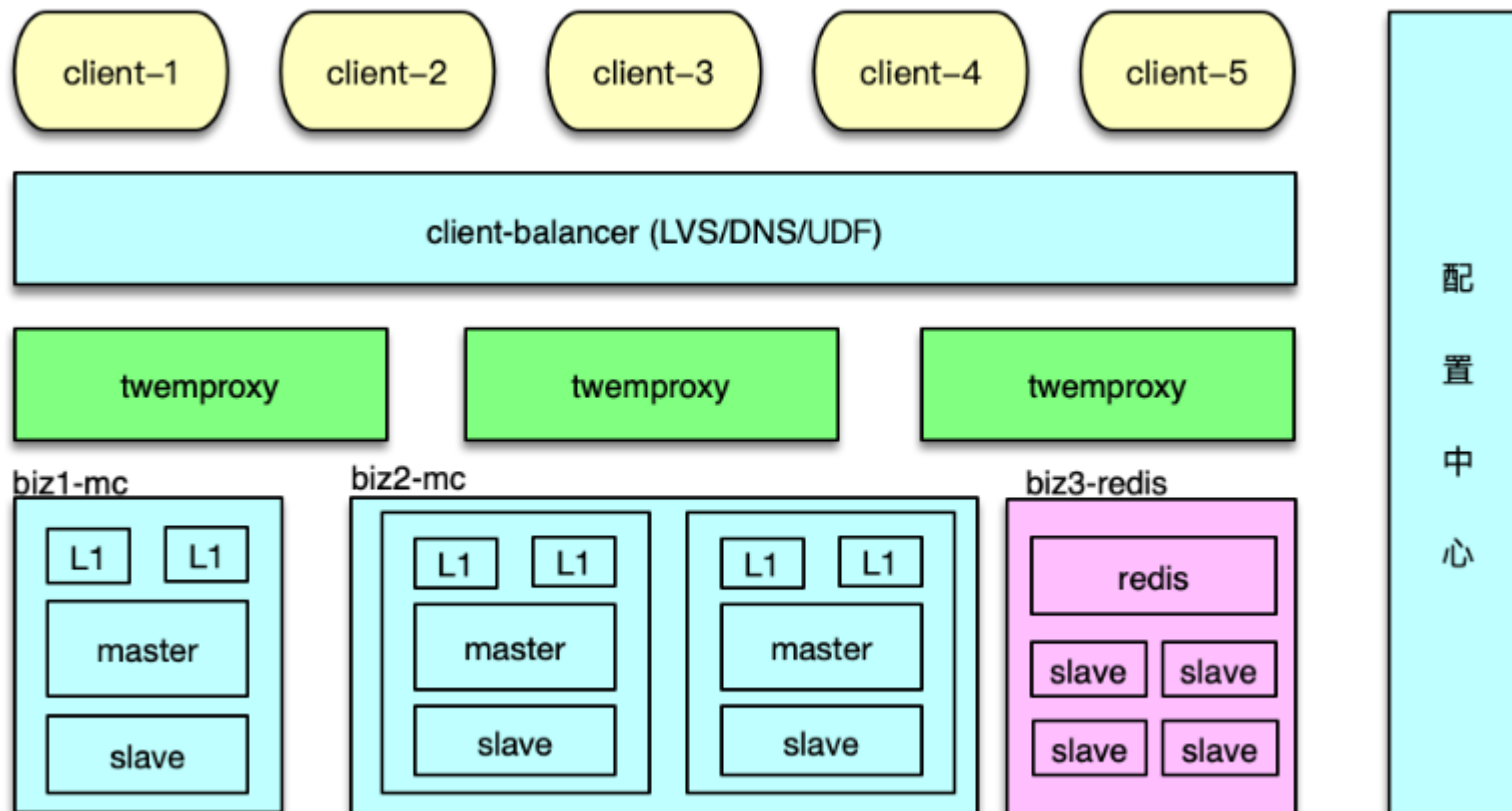 client–1
client–2
client–3
client–4
client–5
client-balancer (LVS/DNS/UDF)
twemproxy
twemproxy
twemproxy
biz1-mc
L1
L1
master
slave
biz2-mc
L1
L1
master
slave
L1
L1
master
slave
biz3-redis
redis
slave
slave
slave
slave
配
置
中
心